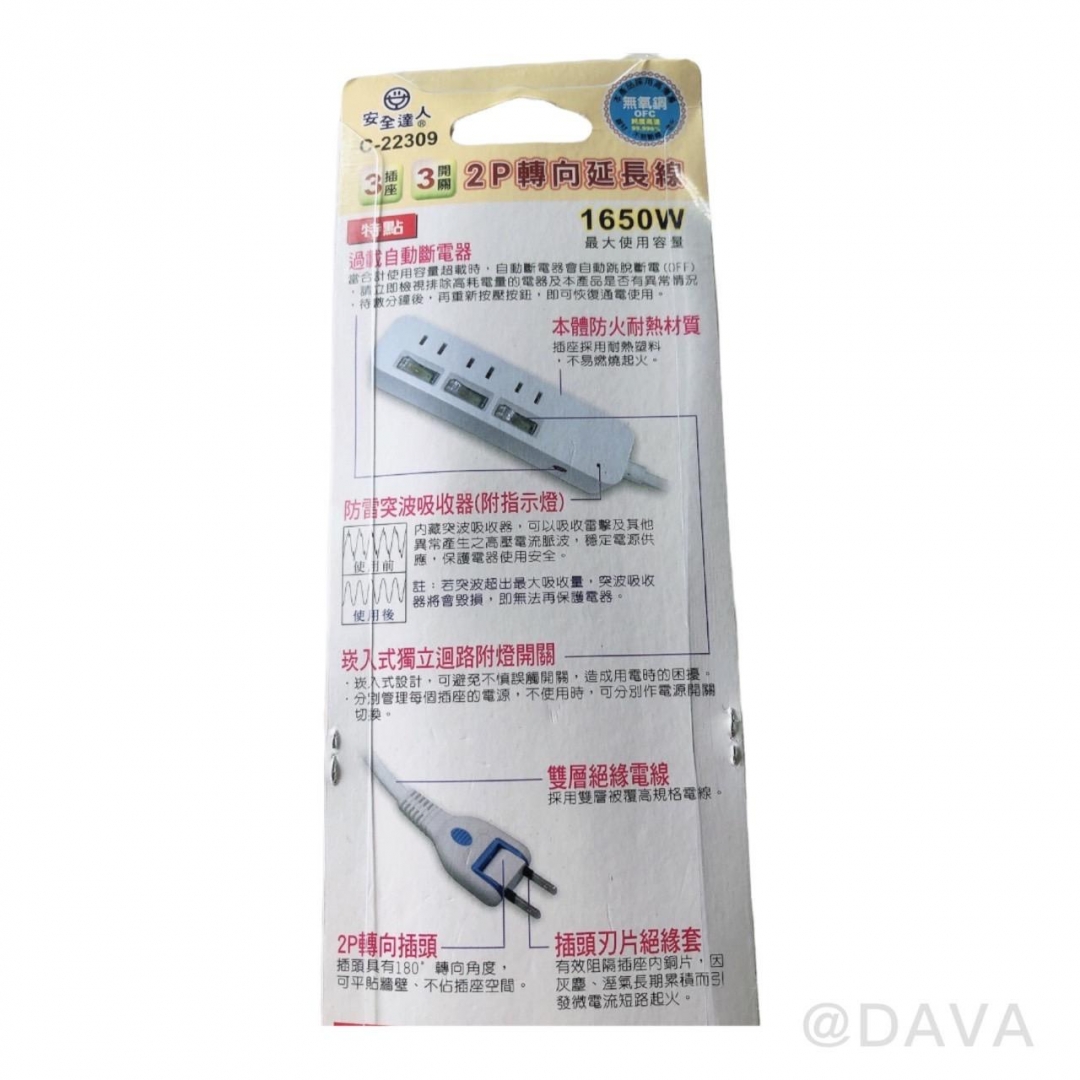 安全達人®
C-22309
無氧銅
OFC
純度高達
99.999%
3插座 3開關 2P轉向延長線
1650W
最大使用容量
特點
過載自動斷電器
當合計使用容量超載時，自動斷電器會自動跳脫斷電(OFF)
，請立即檢視排除高耗電量的電器及本產品是否有異常情況
，待數分鐘後，再重新按壓按鈕，即可恢復通電使用。
本體防火耐熱材質
插座採用耐熱塑料
，不易燃燒起火。
防雷突波吸收器(附指示燈)
內藏突波吸收器，可以吸收雷擊及其他
異常產生之高壓電流脈波，穩定電源供
應，保護電器使用安全。
使用前
註：若突波超出最大吸收量，突波吸收
器將會毀損，即無法再保護電器。
使用後
崁入式獨立迴路附燈開關
·崁入式設計，可避免不慎誤觸開關，造成用電時的困擾。
·分別管理每個插座的電源，不使用時，可分別作電源開關
切換。
雙層絕緣電線
採用雙層被覆高規格電線。
2P轉向插頭
插頭具有180°轉向角度，
可平貼牆壁、不佔插座空間。
插頭刃片絕緣套
有效阻隔插座內銅片，因
灰塵、溼氣長期累積而引
發微電流短路起火。
@DAVA